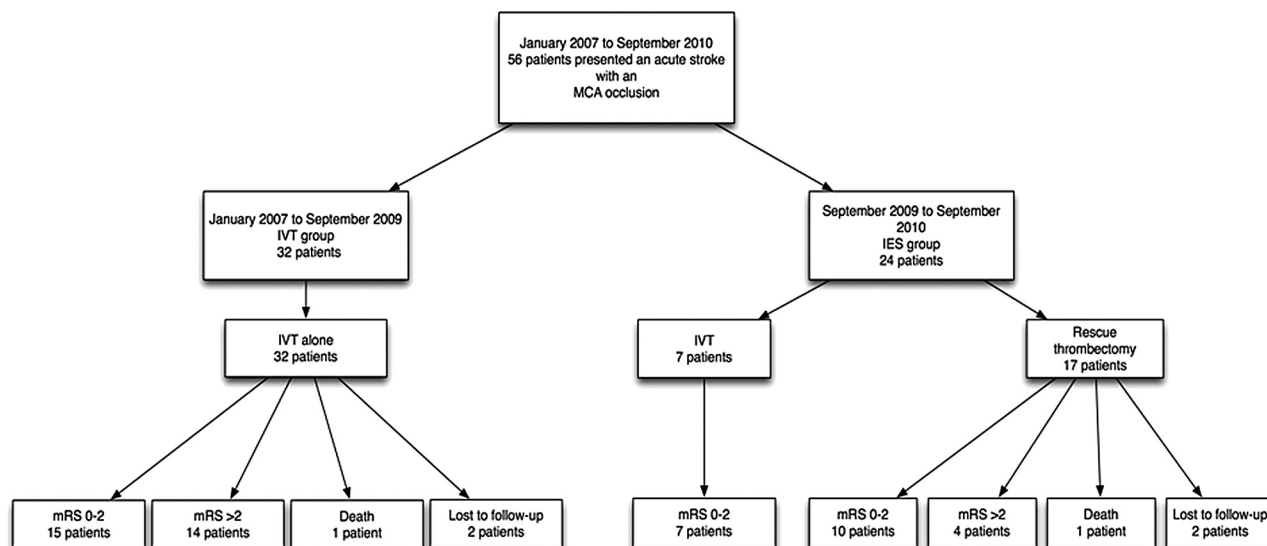 January 2007 to September 2010
56 patients presented an acute stroke
with an
MCA occlusion
January 2007 to September 2009
IVT group
32 patients
September 2009 to September
2010
IES group
24 patients
IVT alone
32 patients
IVT
7 patients
Rescue
thrombectomy
17 patients
mRS 0-2
15 patients
mRS >2
14 patients
Death
1 patient
Lost to follow-up
2 patients
mRS 0-2
7 patients
mRS 0-2
10 patients
mRS >2
4 patients
Death
1 patient
Lost to follow-up
2 patients